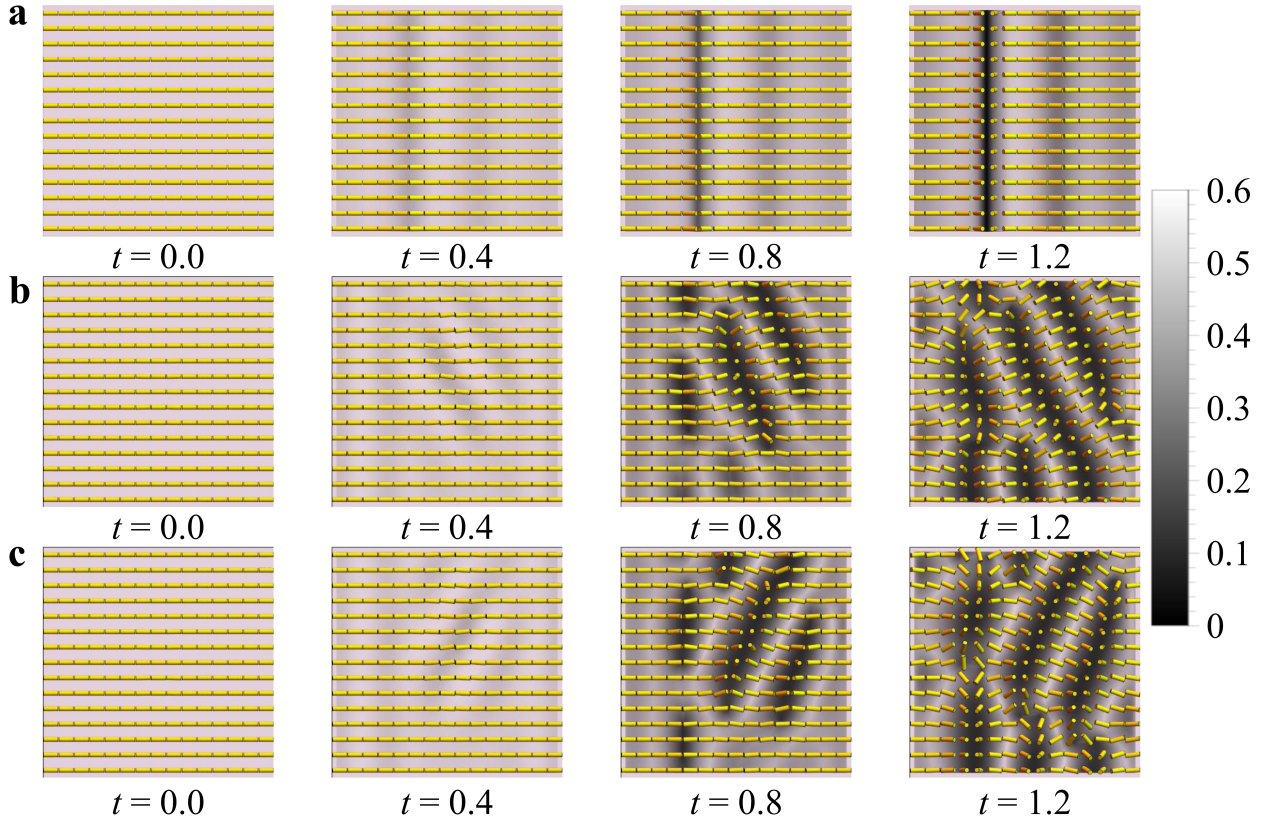 a
t = 0.0 t = 0.4 t = 0.8 t = 1.2
b
t = 0.0 t = 0.4 t = 0.8 t = 1.2
c
t = 0.0 t = 0.4 t = 0.8 t = 1.2
0.6
0.5
0.4
0.3
0.2
0.1
0